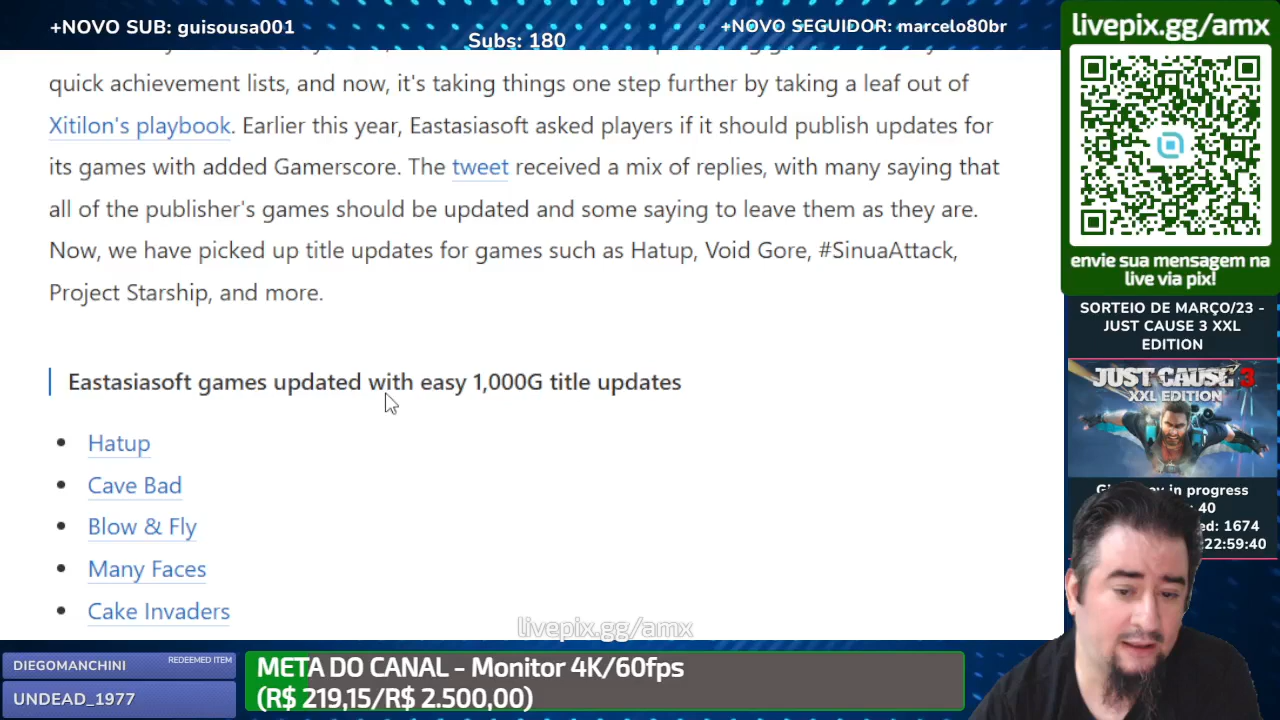 +NOVO SUB: guisousa001
Subs: 180
+NOVO SEGUIDOR: marcelo80br
livepix.gg/amx
quick achievement lists, and now, it's taking things one step further by taking a leaf out of
Xitilon's playbook. Earlier this year, Eastasiasoft asked players if it should publish updates for
its games with added Gamerscore. The tweet received a mix of replies, with many saying that
all of the publisher's games should be updated and some saying to leave them as they are.
Now, we have picked up title updates for games such as Hatup, Void Gore, #SinuaAttack,
Project Starship, and more.
Eastasiasoft games updated with easy 1,000G title updates
Hatup
Cave Bad
Blow & Fly
Many Faces
Cake Invaders
livepix.gg/amx
envie sua mensagem na
live via pix!
SORTEIO DE MARÇO/23 -
JUST CAUSE 3 XXL
EDITION
JUST CAUSE 3
XXL EDITION
in progress
40
1674
22:59:40
DIEGOMANCHINI
REDEEMED ITEM
UNDEAD_1977
META DO CANAL - Monitor 4K/60fps
(R$ 219,15/R$ 2.500,00)